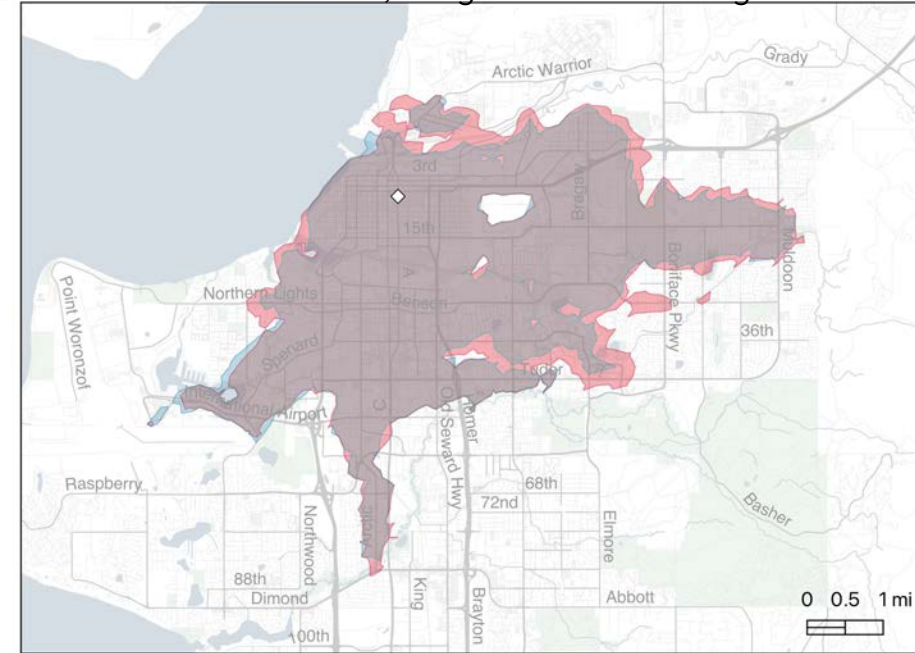 Arctic Warrior
Grady
3rd
Bragaw
15th
Muldoon
Boniface Pkwy
Point Woronzof
Northern Lights
A
Benson
36th
Spenard
Tudor
International Airport
C
Old Seward Hwy
Homer
Raspberry
68th
72nd
Basher
Arctic
Northwood
Elmore
88th
Dimond
King
Brayton
Abbott
100th
0 0.5 1 mi